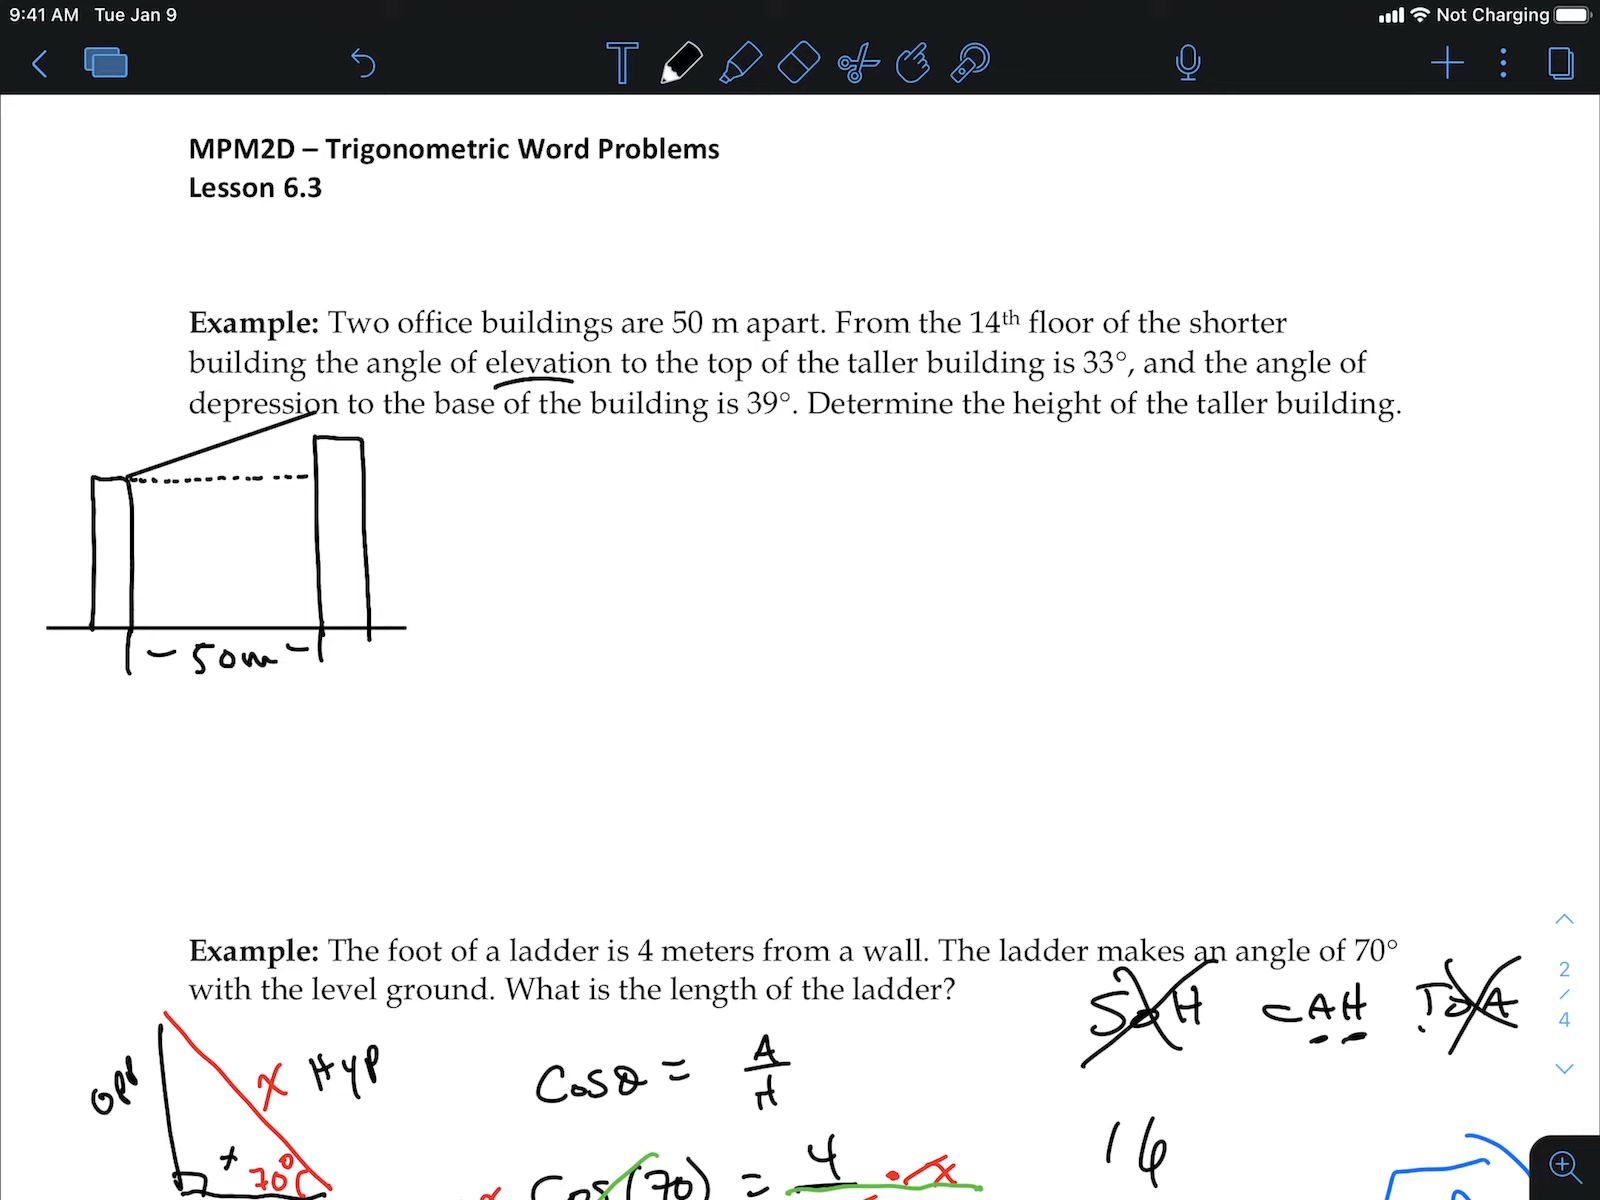 9:41 AM Tue Jan 9
Not Charging
MPM2D – Trigonometric Word Problems
Lesson 6.3
Example: Two office buildings are 50 m apart. From the 14th floor of the shorter
building the angle of elevation to the top of the taller building is 33°, and the angle of
depression to the base of the building is 39°. Determine the height of the taller building.
50m
Example: The foot of a ladder is 4 meters from a wall. The ladder makes an angle of 70°
with the level ground. What is the length of the ladder?
SOH CAH TOA
opp x HYP
Cosθ = A
H
70°
Cos(70) = 4
• x
16
2
/
4